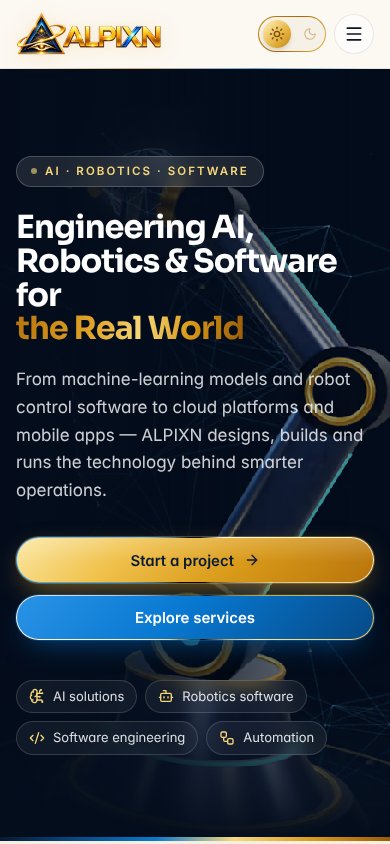 ALPIXN
AI · ROBOTICS · SOFTWARE
Engineering AI,
Robotics & Software
for
the Real World
From machine-learning models and robot
control software to cloud platforms and
mobile apps — ALPIXN designs, builds and
runs the technology behind smarter
operations.
Start a project →
Explore services
AI solutions
Robotics software
Software engineering
Automation